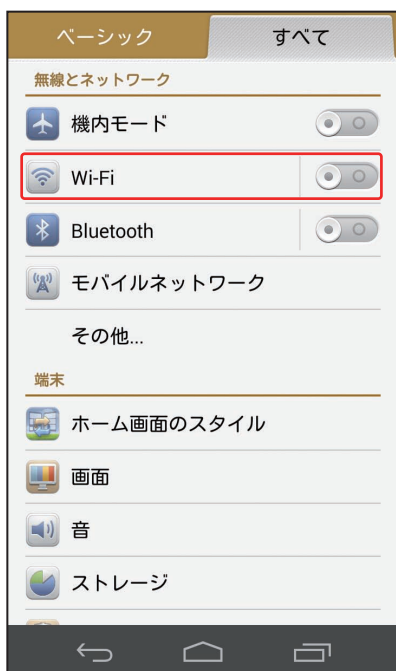 ベーシック
すべて
無線とネットワーク
機内モード
Wi-Fi
Bluetooth
モバイルネットワーク
その他...
端末
ホーム画面のスタイル
画面
音
ストレージ